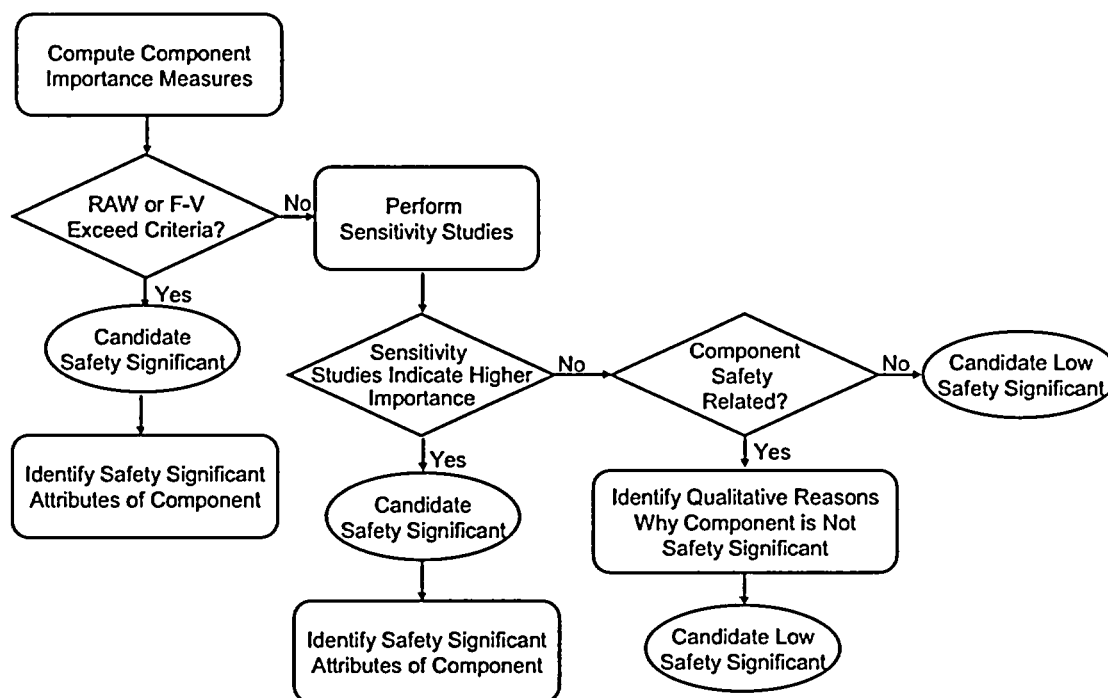 Compute Component
Importance Measures
RAW or F-V
Exceed Criteria?
No
Perform
Sensitivity Studies
Yes
Candidate
Safety Significant
Identify Safety Significant
Attributes of Component
Sensitivity
Studies Indicate Higher
Importance
No
Component
Safety
Related?
No
Candidate Low
Safety Significant
Yes
Candidate
Safety Significant
Identify Safety Significant
Attributes of Component
Yes
Identify Qualitative Reasons
Why Component is Not
Safety Significant
Candidate Low
Safety Significant